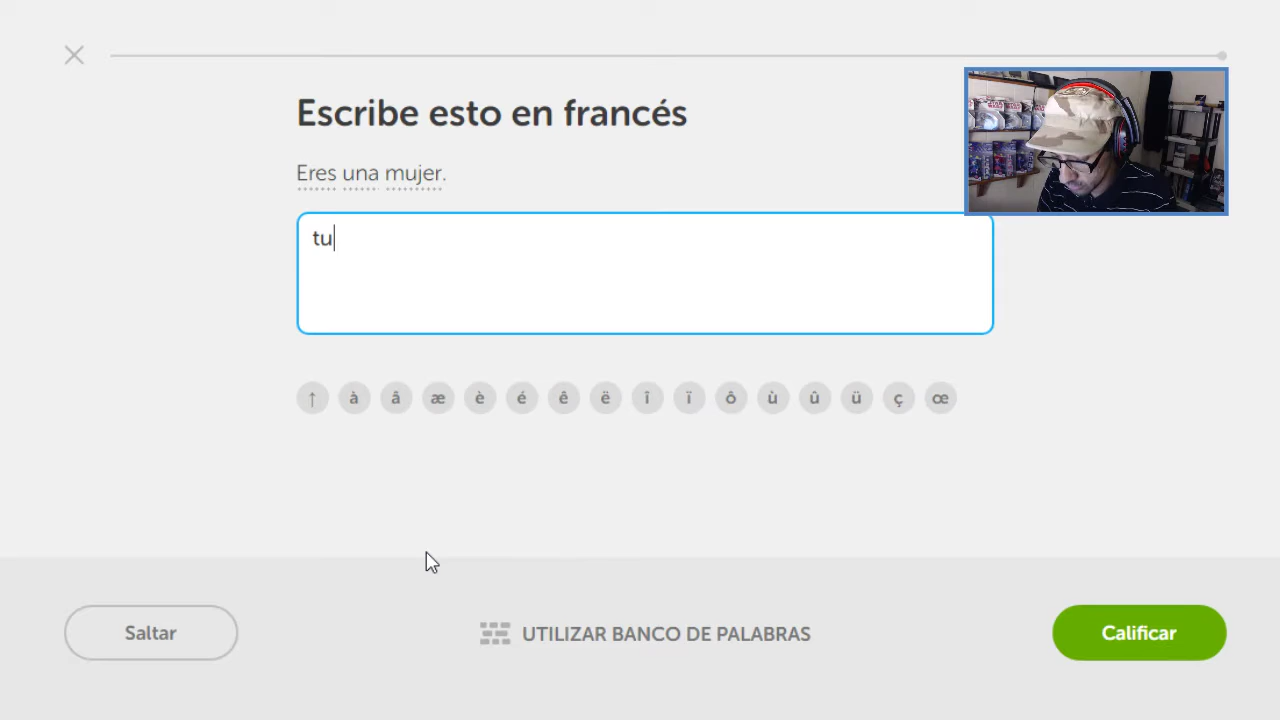 Escribe esto en francés
Eres una mujer.
tu
↑ à â æ è é ê ë î ï ô ù û ü ç œ
Saltar
UTILIZAR BANCO DE PALABRAS
Calificar